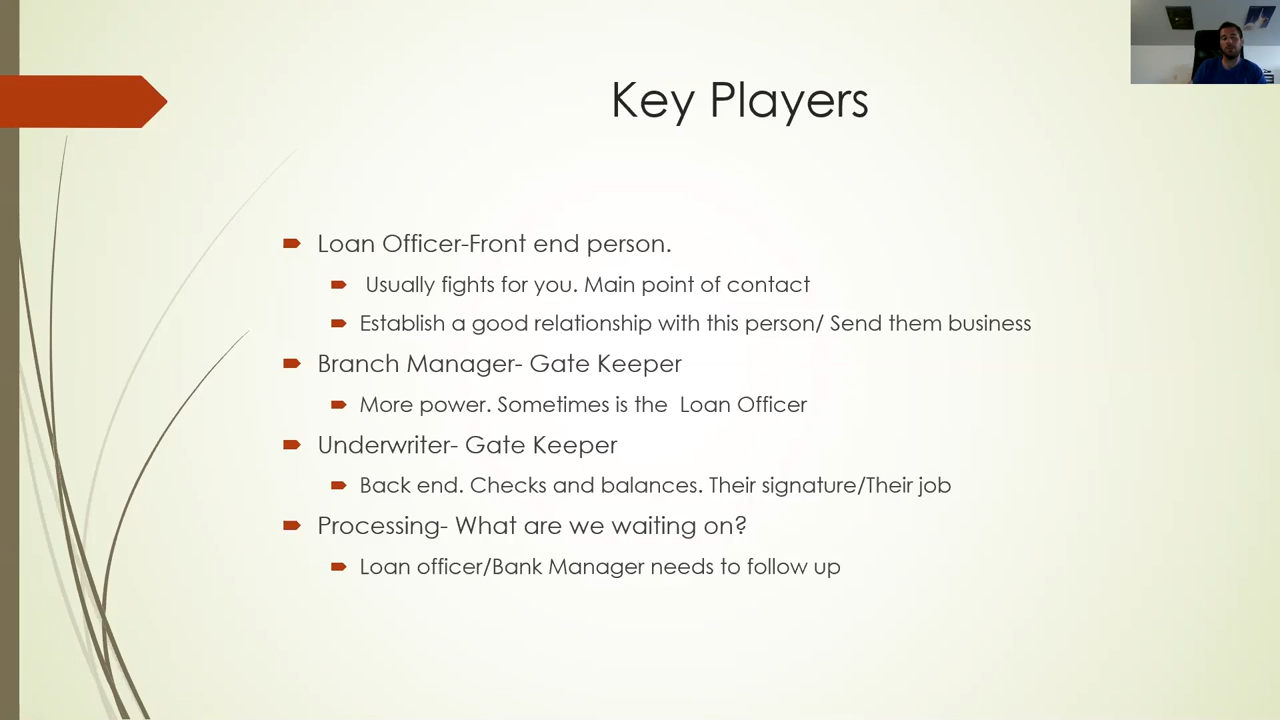 Key Players
Loan Officer-Front end person.
Usually fights for you. Main point of contact
Establish a good relationship with this person/ Send them business
Branch Manager- Gate Keeper
More power. Sometimes is the  Loan Officer
Underwriter- Gate Keeper
Back end. Checks and balances. Their signature/Their job
Processing- What are we waiting on?
Loan officer/Bank Manager needs to follow up